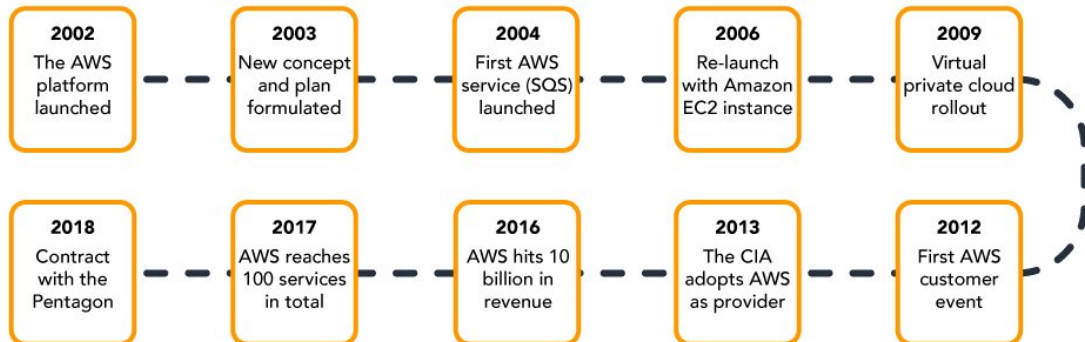 2002
The AWS
platform
launched
2003
New concept
and plan
formulated
2004
First AWS
service (SQS)
launched
2006
Re-launch
with Amazon
EC2 instance
2009
Virtual
private cloud
rollout
2012
First AWS
customer
event
2013
The CIA
adopts AWS
as provider
2016
AWS hits 10
billion in
revenue
2017
AWS reaches
100 services
in total
2018
Contract
with the
Pentagon